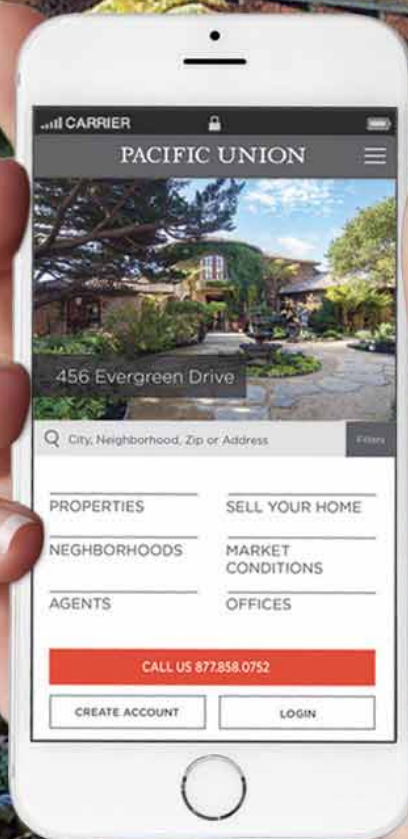 CARRIER
PACIFIC UNION
456 Evergreen Drive
City, Neighborhood, Zip or Address
Filters
PROPERTIES
SELL YOUR HOME
NEGHBORHOODS
MARKET
CONDITIONS
AGENTS
OFFICES
CALL US 877.858.0752
CREATE ACCOUNT
LOGIN